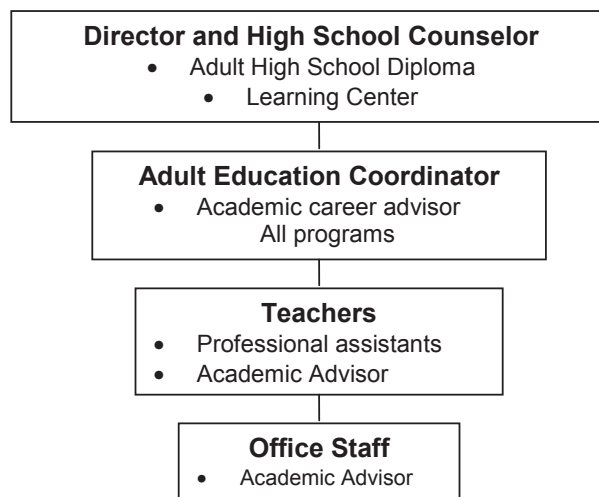 Director and High School Counselor
• Adult High School Diploma
• Learning Center
Adult Education Coordinator
• Academic career advisor
All programs
Teachers
• Professional assistants
• Academic Advisor
Office Staff
• Academic Advisor